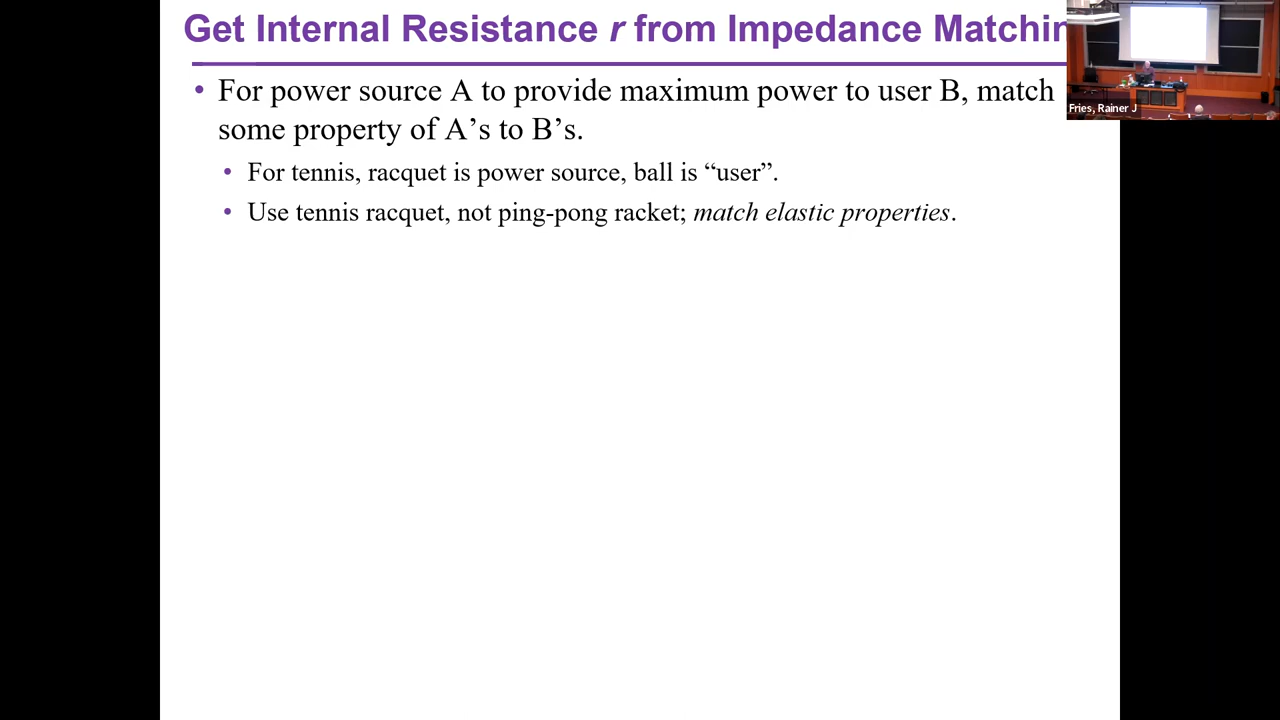 Get Internal Resistance r from Impedance Matchin
• For power source A to provide maximum power to user B, match
some property of A’s to B’s.
• For tennis, racquet is power source, ball is “user”.
• Use tennis racquet, not ping-pong racket; match elastic properties.
Fries, Rainer J